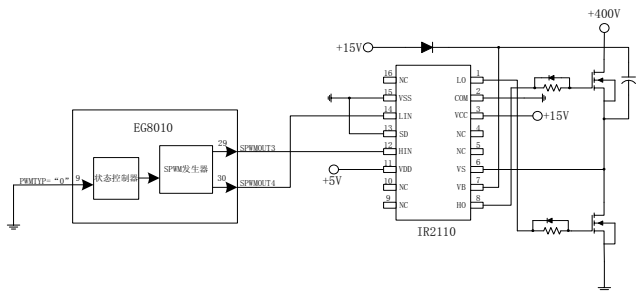 +400V
+15V
16 NC LO 1
15 VSS COM 2
14 LIN VCC 3
+15V
13 SD NC 4
12 HIN NC 5
11 VDD VS 6
+5V
10 NC VB 7
9 NC HO 8
IR2110
EG8010
29 SPWMOUT3
30 SPWMOUT4
PWMTYP=“0” 9
状态控制器
SPWM发生器